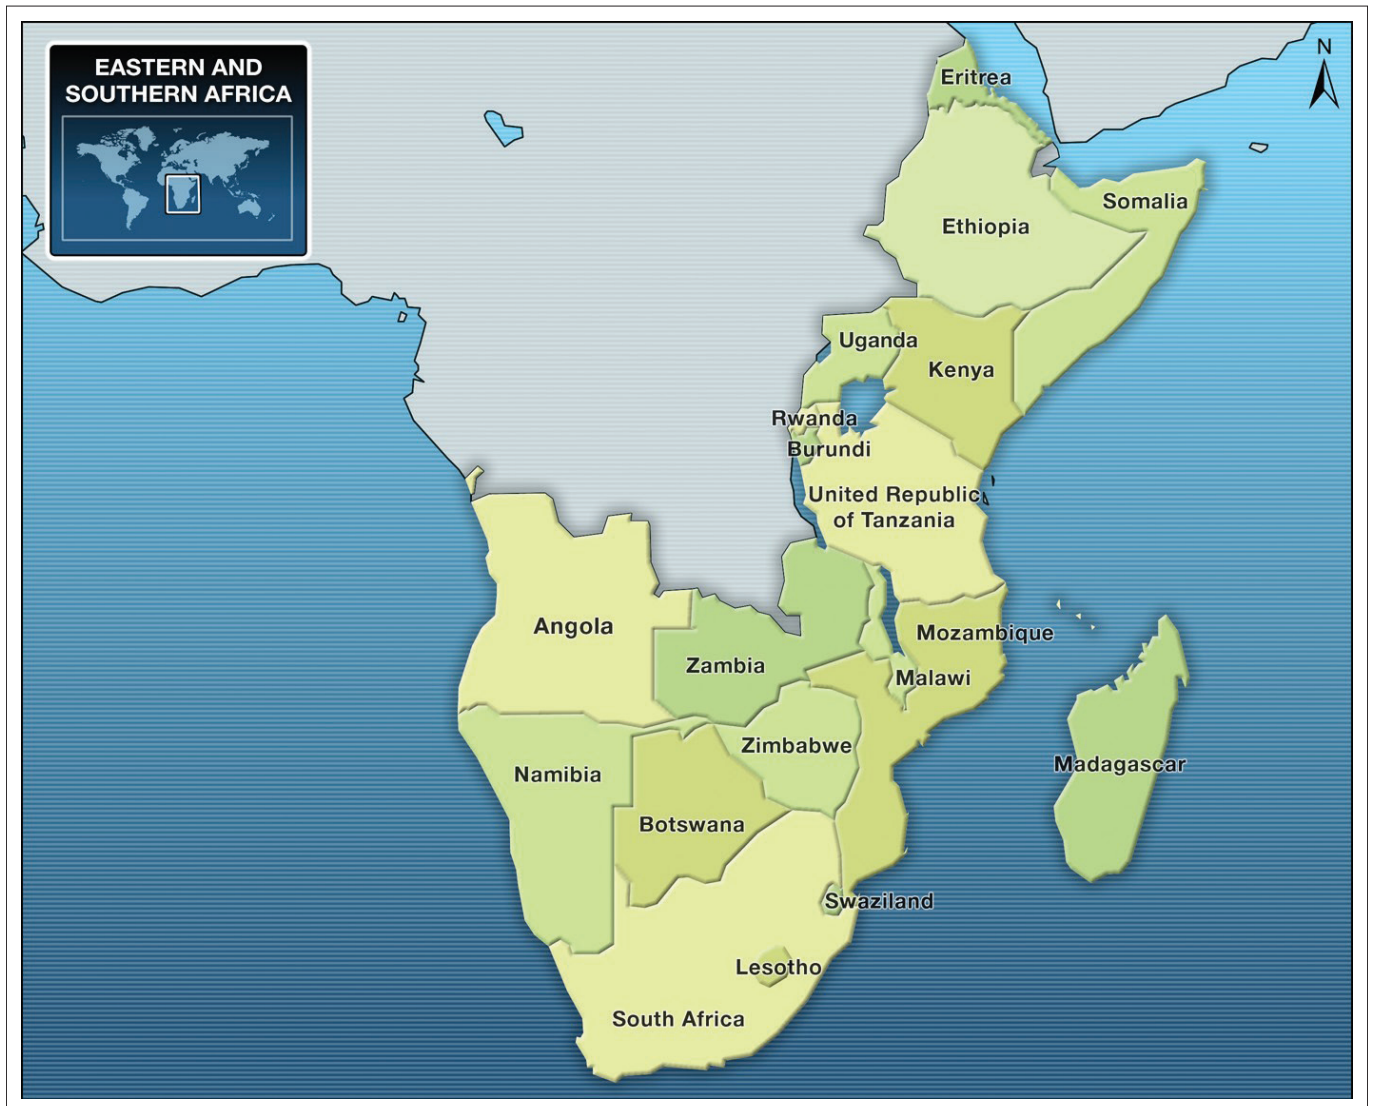 EASTERN AND
SOUTHERN AFRICA
N
Eritrea
Somalia
Ethiopia
Uganda
Kenya
Rwanda
Burundi
United Republic
of Tanzania
Angola
Mozambique
Zambia
Malawi
Zimbabwe
Madagascar
Namibia
Botswana
Swaziland
Lesotho
South Africa